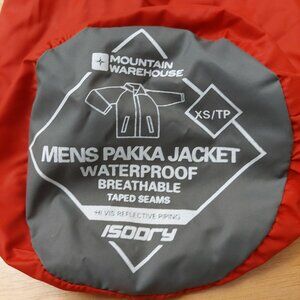 MOUNTAIN
WAREHOUSE
XS/TP
MENS PAKKA JACKET
WATERPROOF
BREATHABLE
TAPED SEAMS
HI VIS REFLECTIVE PIPING
ISODRY